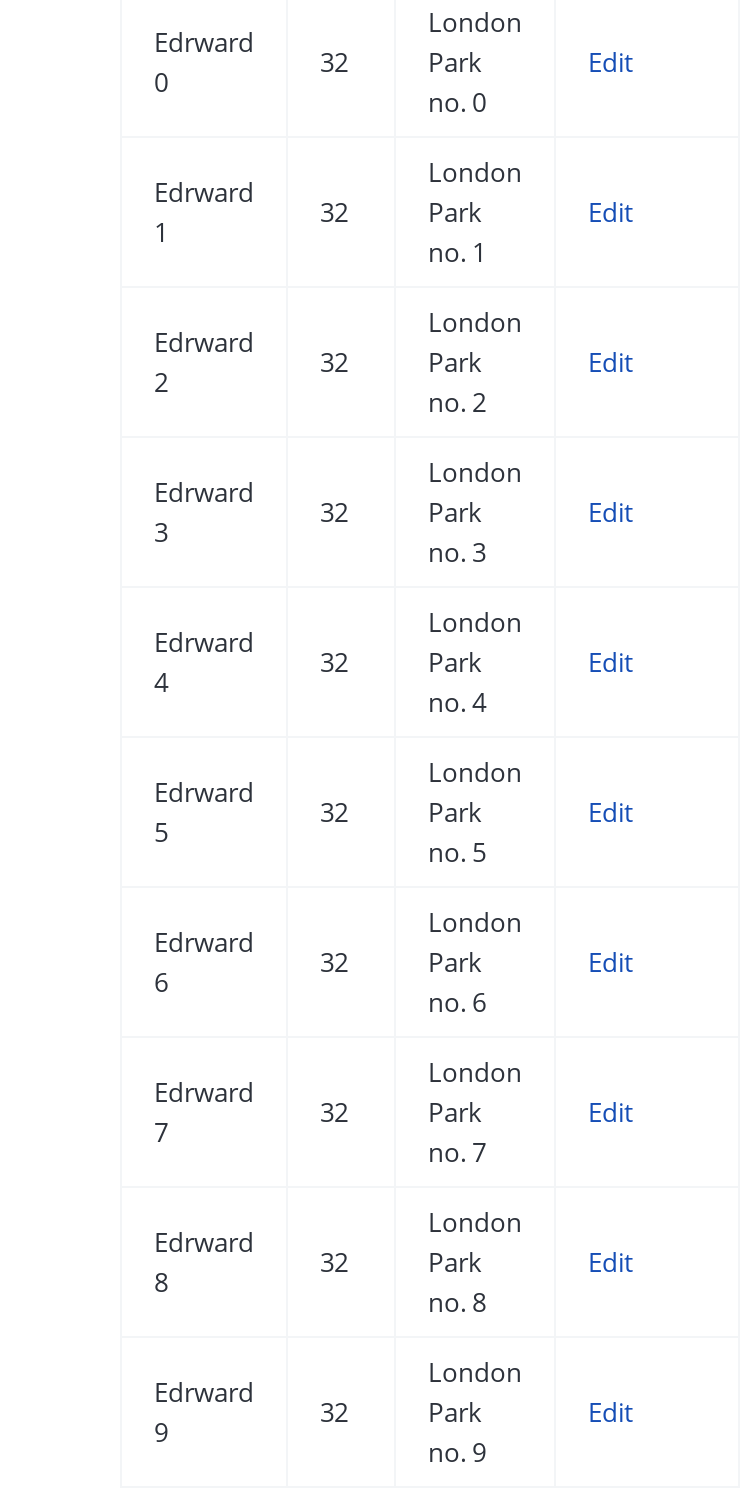 Edrward
0
32
London
Park
no. 0
Edit
Edrward
1
32
London
Park
no. 1
Edit
Edrward
2
32
London
Park
no. 2
Edit
Edrward
3
32
London
Park
no. 3
Edit
Edrward
4
32
London
Park
no. 4
Edit
Edrward
5
32
London
Park
no. 5
Edit
Edrward
6
32
London
Park
no. 6
Edit
Edrward
7
32
London
Park
no. 7
Edit
Edrward
8
32
London
Park
no. 8
Edit
Edrward
9
32
London
Park
no. 9
Edit